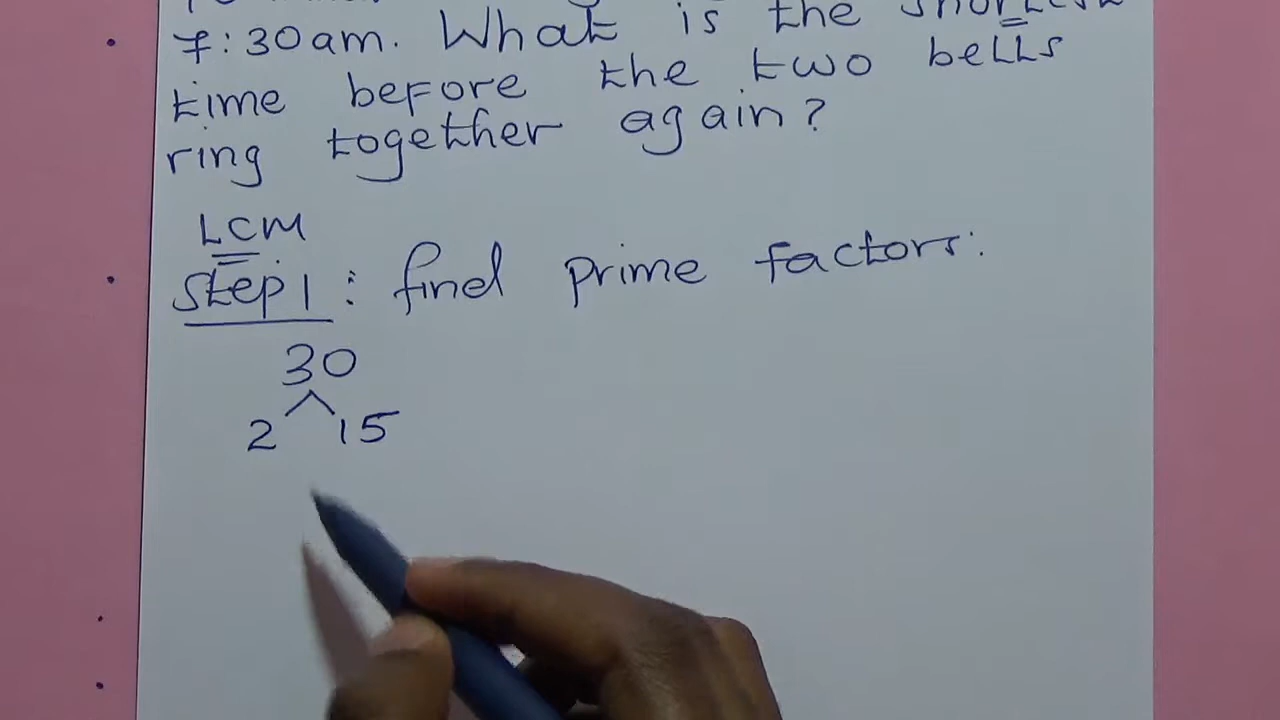 7:30am. What is the shortest
time before the two bells
ring together again?
LCM
Step 1: find prime factors:
30
2 15